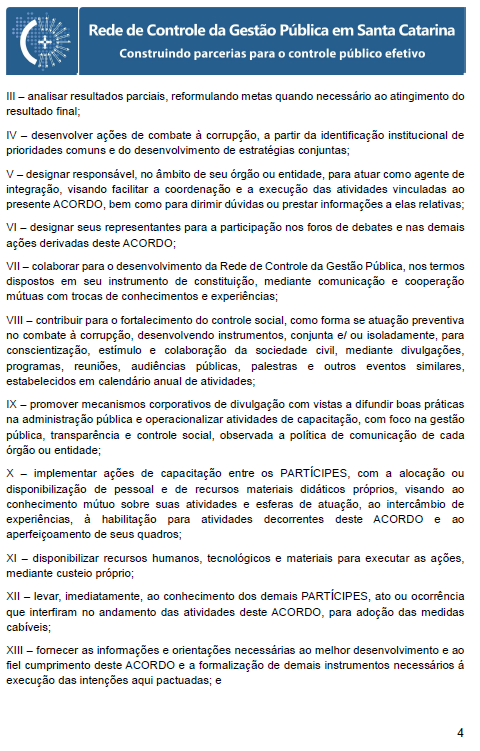 Rede de Controle da Gestão Pública em Santa Catarina
Construindo parcerias para o controle público efetivo
III – analisar resultados parciais, reformulando metas quando necessário ao atingimento do
resultado final;
IV – desenvolver ações de combate à corrupção, a partir da identificação institucional de
prioridades comuns e do desenvolvimento de estratégias conjuntas;
V – designar responsável, no âmbito de seu órgão ou entidade, para atuar como agente de
integração, visando facilitar a coordenação e a execução das atividades vinculadas ao
presente ACORDO, bem como para dirimir dúvidas ou prestar informações a elas relativas;
VI – designar seus representantes para a participação nos foros de debates e nas demais
ações derivadas deste ACORDO;
VII – colaborar para o desenvolvimento da Rede de Controle da Gestão Pública, nos termos
dispostos em seu instrumento de constituição, mediante comunicação e cooperação
mútuas com trocas de conhecimentos e experiências;
VIII – contribuir para o fortalecimento do controle social, como forma se atuação preventiva
no combate à corrupção, desenvolvendo instrumentos, conjunta e/ ou isoladamente, para
conscientização, estímulo e colaboração da sociedade civil, mediante divulgações,
programas, reuniões, audiências públicas, palestras e outros eventos similares,
estabelecidos em calendário anual de atividades;
IX – promover mecanismos corporativos de divulgação com vistas a difundir boas práticas
na administração pública e operacionalizar atividades de capacitação, com foco na gestão
pública, transparência e controle social, observada a política de comunicação de cada
órgão ou entidade;
X – implementar ações de capacitação entre os PARTÍCIPES, com a alocação ou
disponibilização de pessoal e de recursos materiais didáticos próprios, visando ao
conhecimento mútuo sobre suas atividades e esferas de atuação, ao intercâmbio de
experiências, à habilitação para atividades decorrentes deste ACORDO e ao
aperfeiçoamento de seus quadros;
XI – disponibilizar recursos humanos, tecnológicos e materiais para executar as ações,
mediante custeio próprio;
XII – levar, imediatamente, ao conhecimento dos demais PARTÍCIPES, ato ou ocorrência
que interfiram no andamento das atividades deste ACORDO, para adoção das medidas
cabíveis;
XIII – fornecer as informações e orientações necessárias ao melhor desenvolvimento e ao
fiel cumprimento deste ACORDO e a formalização de demais instrumentos necessários á
execução das intenções aqui pactuadas; e
4